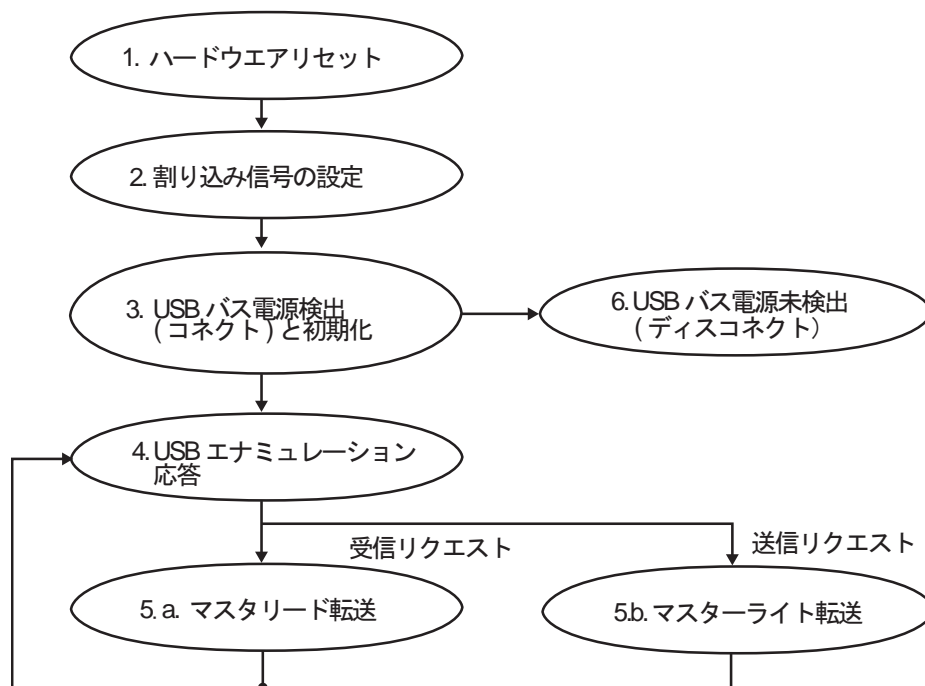 1. ハードウエアリセット
2. 割り込み信号の設定
3. USB バス電源検出
( コネクト ) と初期化
6. USB バス電源未検出
( ディスコネクト）
4. USB エナミュレーション
応答
受信リクエスト
送信リクエスト
5. a. マスタリード転送
5.b. マスターライト転送